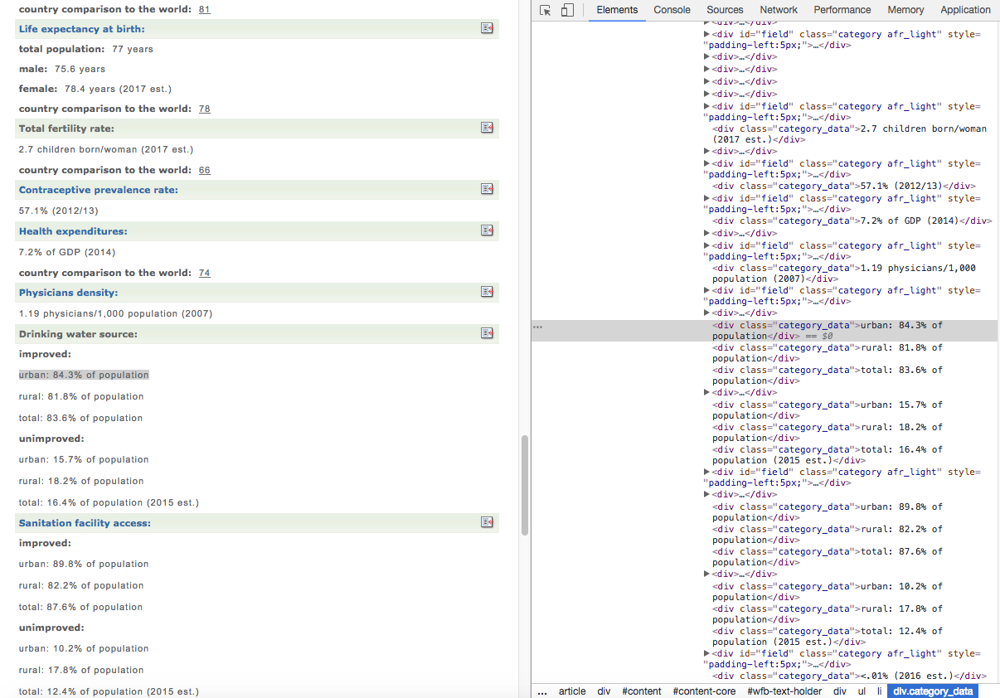 country comparison to the world: 81
Life expectancy at birth:
total population: 77 years
male: 75.6 years
female: 78.4 years (2017 est.)
country comparison to the world: 78
Total fertility rate:
2.7 children born/woman (2017 est.)
country comparison to the world: 66
Contraceptive prevalence rate:
57.1% (2012/13)
Health expenditures:
7.2% of GDP (2014)
country comparison to the world: 74
Physicians density:
1.19 physicians/1,000 population (2007)
Drinking water source:
improved:
urban: 84.3% of population
rural: 81.8% of population
total: 83.6% of population
unimproved:
urban: 15.7% of population
rural: 18.2% of population
total: 16.4% of population (2015 est.)
Sanitation facility access:
improved:
urban: 89.8% of population
rural: 82.2% of population
total: 87.6% of population
unimproved:
urban: 10.2% of population
rural: 17.8% of population
total: 12.4% of population (2015 est.)
Elements Console Sources Network Performance Memory Application
▶<div>…</div>
▶<div id="field" class="category afr_light" style=
"padding-left:5px;">…</div>
▶<div>…</div>
▶<div>…</div>
▶<div>…</div>
▶<div>…</div>
▶<div id="field" class="category afr_light" style=
"padding-left:5px;">…</div>
<div class="category_data">2.7 children born/woman
(2017 est.)</div>
▶<div>…</div>
▶<div id="field" class="category afr_light" style=
"padding-left:5px;">…</div>
<div class="category_data">57.1% (2012/13)</div>
▶<div id="field" class="category afr_light" style=
"padding-left:5px;">…</div>
<div class="category_data">7.2% of GDP (2014)</div>
▶<div>…</div>
▶<div id="field" class="category afr_light" style=
"padding-left:5px;">…</div>
<div class="category_data">1.19 physicians/1,000
population (2007)</div>
▶<div id="field" class="category afr_light" style=
"padding-left:5px;">…</div>
▶<div>…</div>
... <div class="category_data">urban: 84.3% of
population</div> == $0
<div class="category_data">rural: 81.8% of
population</div>
<div class="category_data">total: 83.6% of
population</div>
▶<div>…</div>
<div class="category_data">urban: 15.7% of
population</div>
<div class="category_data">rural: 18.2% of
population</div>
<div class="category_data">total: 16.4% of
population (2015 est.)</div>
▶<div id="field" class="category afr_light" style=
"padding-left:5px;">…</div>
▶<div>…</div>
<div class="category_data">urban: 89.8% of
population</div>
<div class="category_data">rural: 82.2% of
population</div>
<div class="category_data">total: 87.6% of
population</div>
▶<div>…</div>
<div class="category_data">urban: 10.2% of
population</div>
<div class="category_data">rural: 17.8% of
population</div>
<div class="category_data">total: 12.4% of
population (2015 est.)</div>
▶<div id="field" class="category afr_light" style=
"padding-left:5px;">…</div>
<div class="category_data"><.01% (2016 est.)</div>
... article div #content #content-core #wfb-text-holder div ul li div.category_data